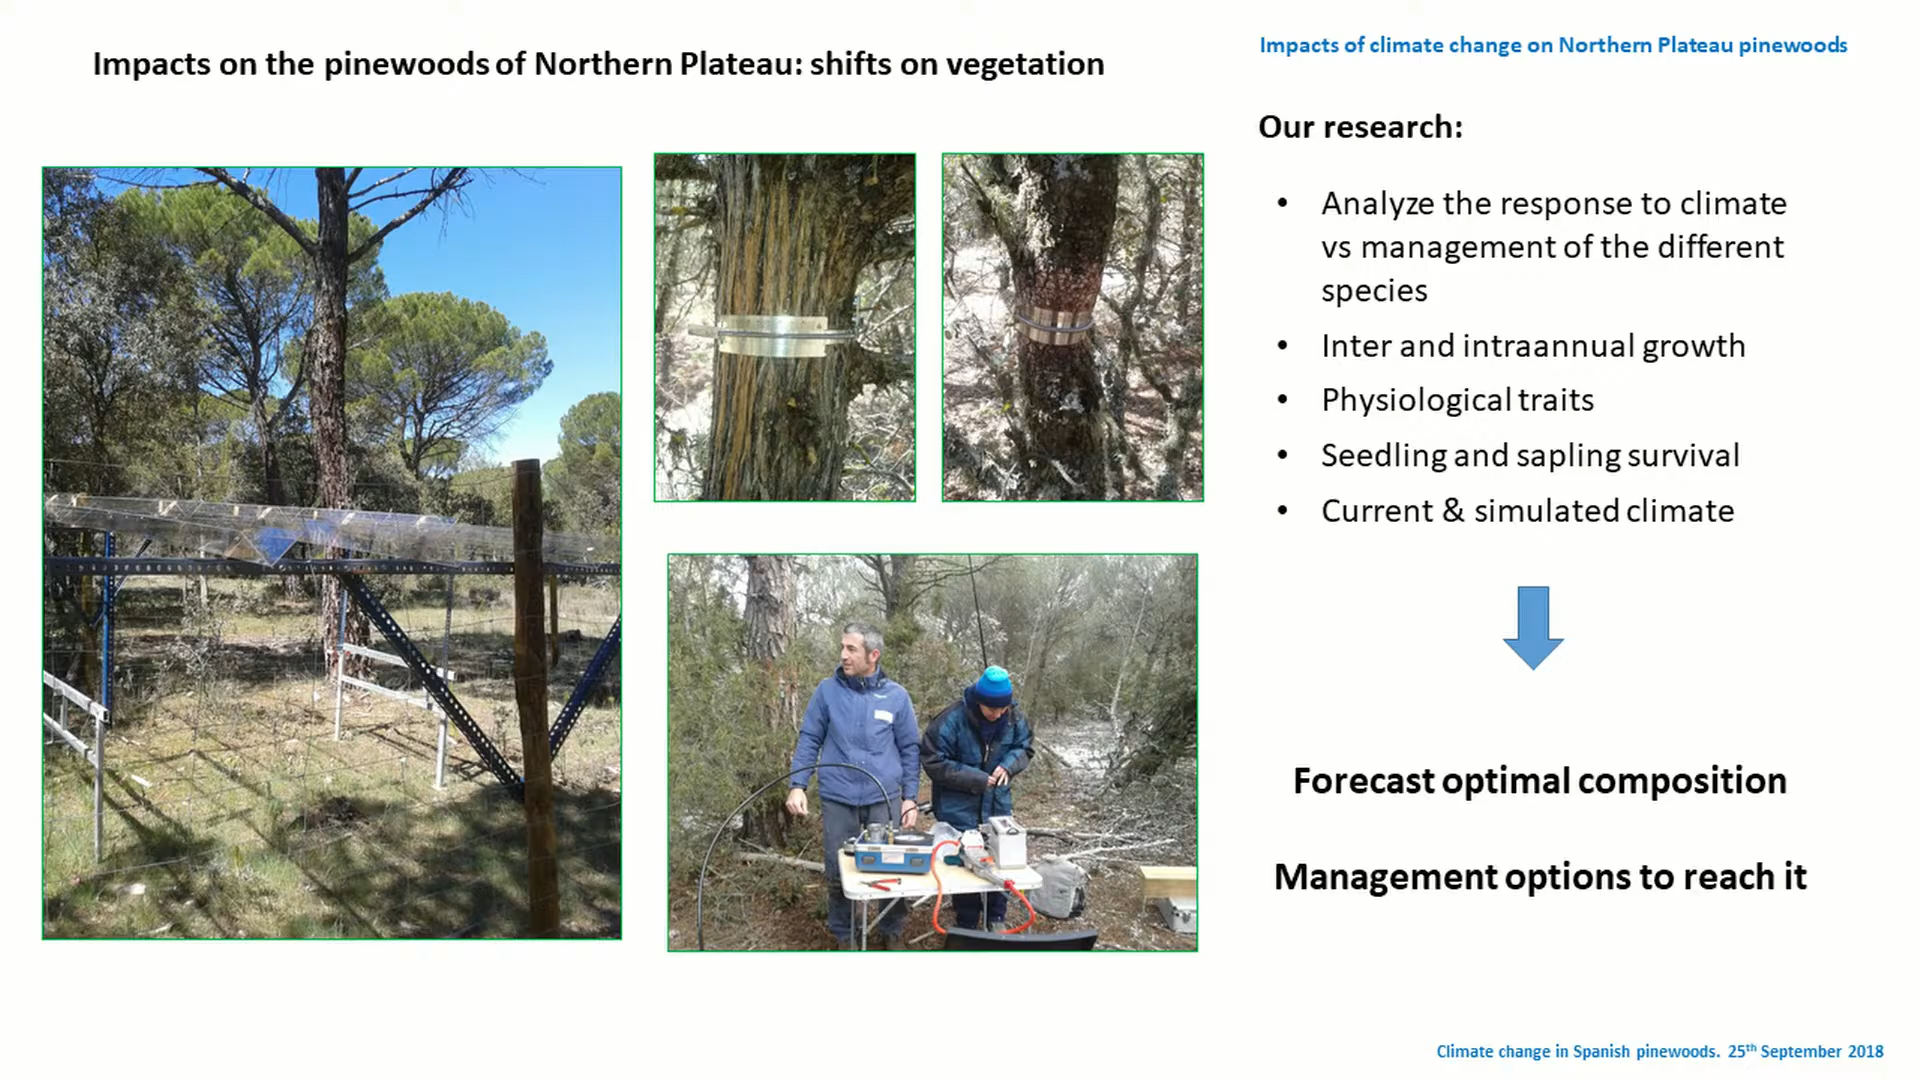 Impacts on the pinewoods of Northern Plateau: shifts on vegetation
Impacts of climate change on Northern Plateau pinewoods
Our research:
• Analyze the response to climate
vs management of the different
species
• Inter and intraannual growth
• Physiological traits
• Seedling and sapling survival
• Current & simulated climate
Forecast optimal composition
Management options to reach it
Climate change in Spanish pinewoods. 25th September 2018